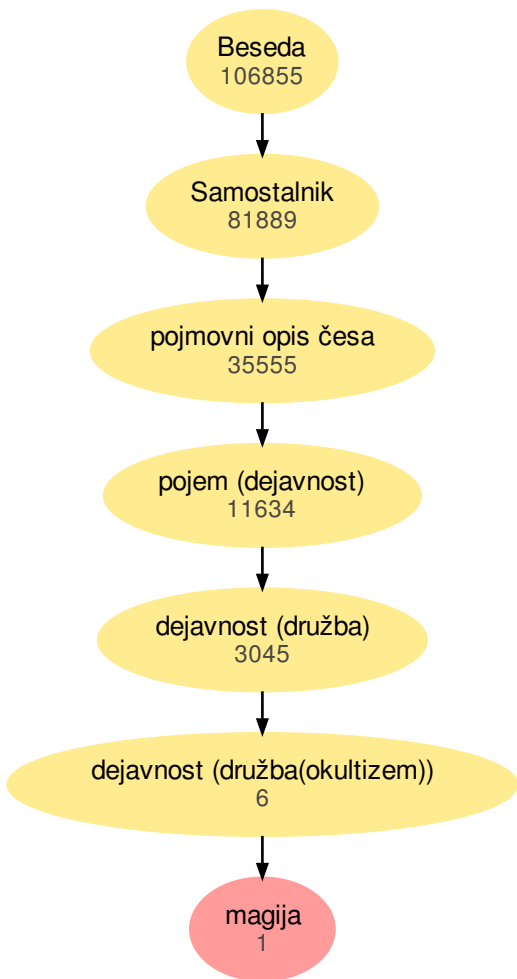 Beseda
106855
Samostalnik
81889
pojmovni opis česa
35555
pojem (dejavnost)
11634
dejavnost (družba)
3045
dejavnost (družba(okultizem))
6
magija
1